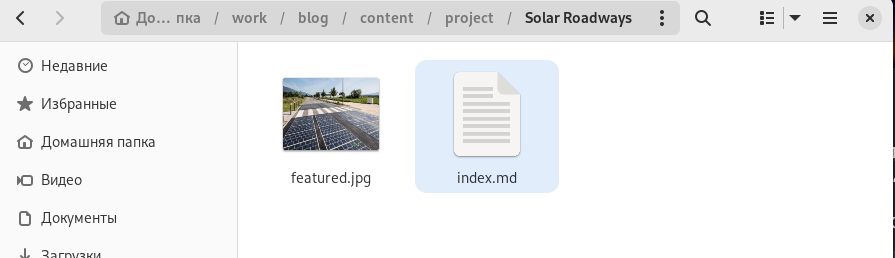 До… пка / work / blog / content / project / Solar Roadways
Недавние
Избранные
Домашняя папка
Видео
Документы
Загрузки
featured.jpg
index.md